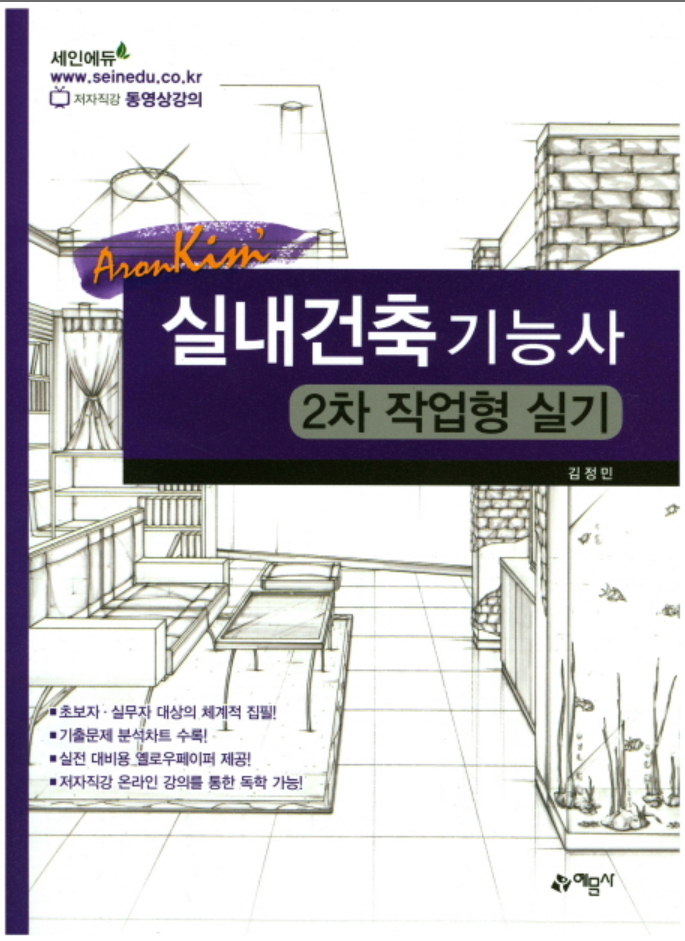 세인에듀
www.seinedu.co.kr
저자직강 동영상강의
AronKim'
실내건축 기능사
2차 작업형 실기
김정민
■ 초보자 · 실무자 대상의 체계적 집필!
■ 기출문제 분석차트 수록!
■ 실전 대비용 옐로우페이퍼 제공!
■ 저자직강 온라인 강의를 통한 독학 가능!
예문사